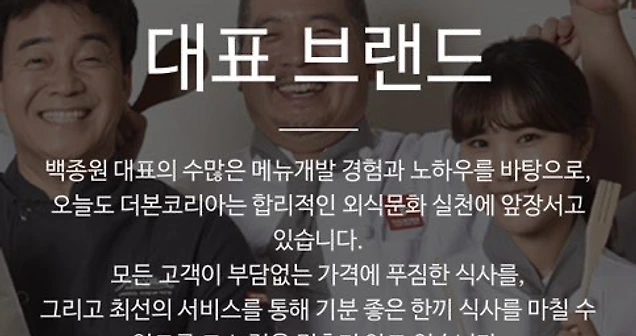 대표 브랜드
백종원 대표의 수많은 메뉴개발 경험과 노하우를 바탕으로,
오늘도 더본코리아는 합리적인 외식문화 실천에 앞장서고
있습니다.
모든 고객이 부담없는 가격에 푸짐한 식사를,
그리고 최선의 서비스를 통해 기분 좋은 한끼 식사를 마칠 수